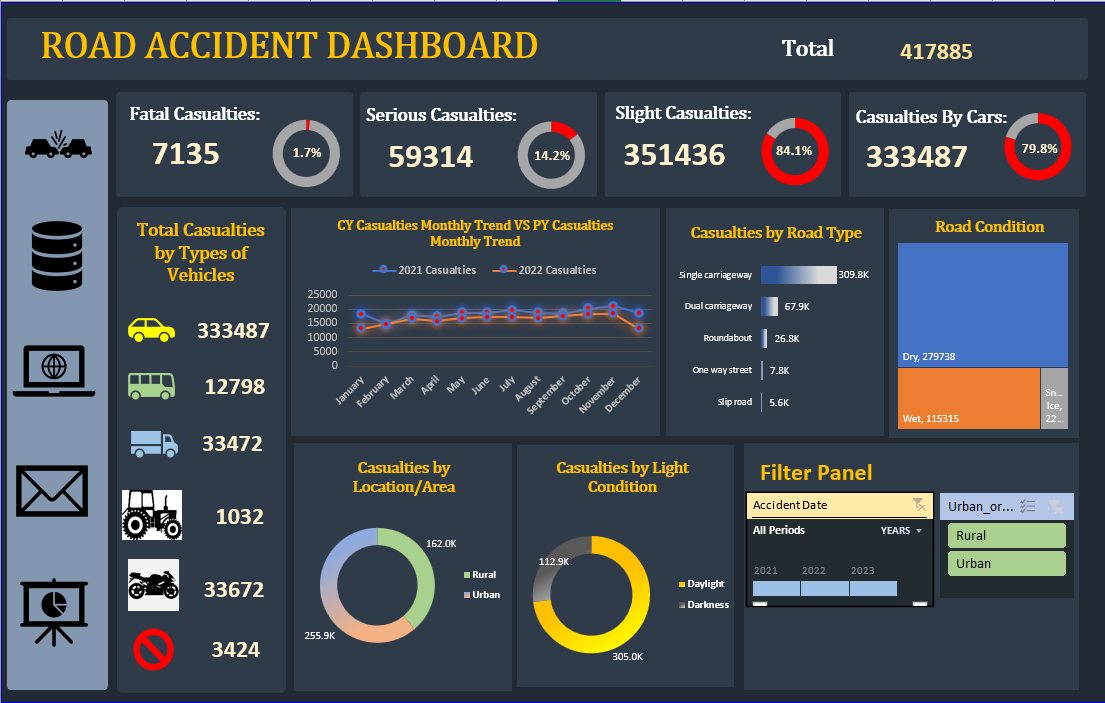 ROAD ACCIDENT DASHBOARD
Total 417885
Fatal Casualties:
7135
1.7%
Serious Casualties:
59314
14.2%
Slight Casualties:
351436
84.1%
Casualties By Cars:
333487
79.8%
Total Casualties
by Types of
Vehicles
333487
12798
33472
1032
33672
3424
CY Casualties Monthly Trend VS PY Casualties
Monthly Trend
2021 Casualties 2022 Casualties
25000
20000
15000
10000
5000
0
January February March April May June July August September October November December
Casualties by Road Type
Single carriageway 309.8K
Dual carriageway 67.9K
Roundabout 26.8K
One way street 7.8K
Slip road 5.6K
Road Condition
Dry, 279738
Wet, 115315
Sn...
Ice,
22...
Casualties by
Location/Area
162.0K
255.9K
Rural
Urban
Casualties by Light
Condition
112.9K
305.0K
Daylight
Darkness
Filter Panel
Accident Date
All Periods YEARS
2021 2022 2023
Urban_or...
Rural
Urban